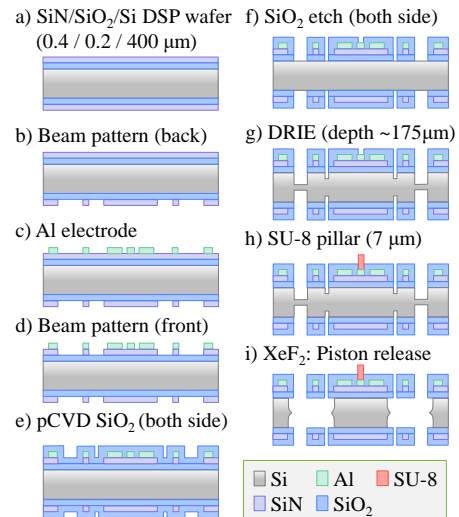 a) SiN/SiO₂/Si DSP wafer
(0.4 / 0.2 / 400 μm)
b) Beam pattern (back)
c) Al electrode
d) Beam pattern (front)
e) pCVD SiO₂ (both side)
f) SiO₂ etch (both side)
g) DRIE (depth ~175μm)
h) SU-8 pillar (7 μm)
i) XeF₂: Piston release
Si Al SU-8
SiN SiO₂